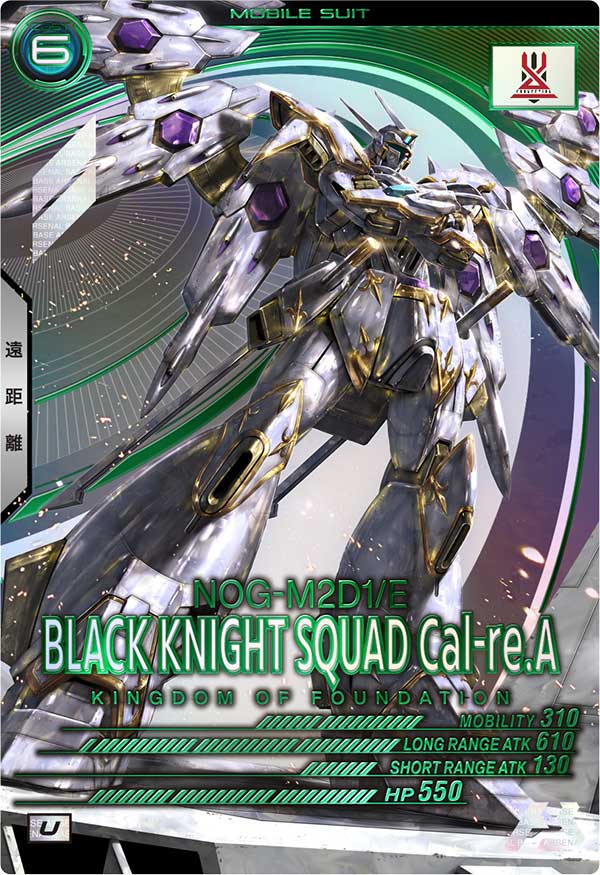 MOBILE SUIT
6
遠距離
NOG-M2D1/E
BLACK KNIGHT SQUAD Cal-re.A
KINGDOM OF FOUNDATION
MOBILITY 310
LONG RANGE ATK 610
SHORT RANGE ATK 130
HP 550
U